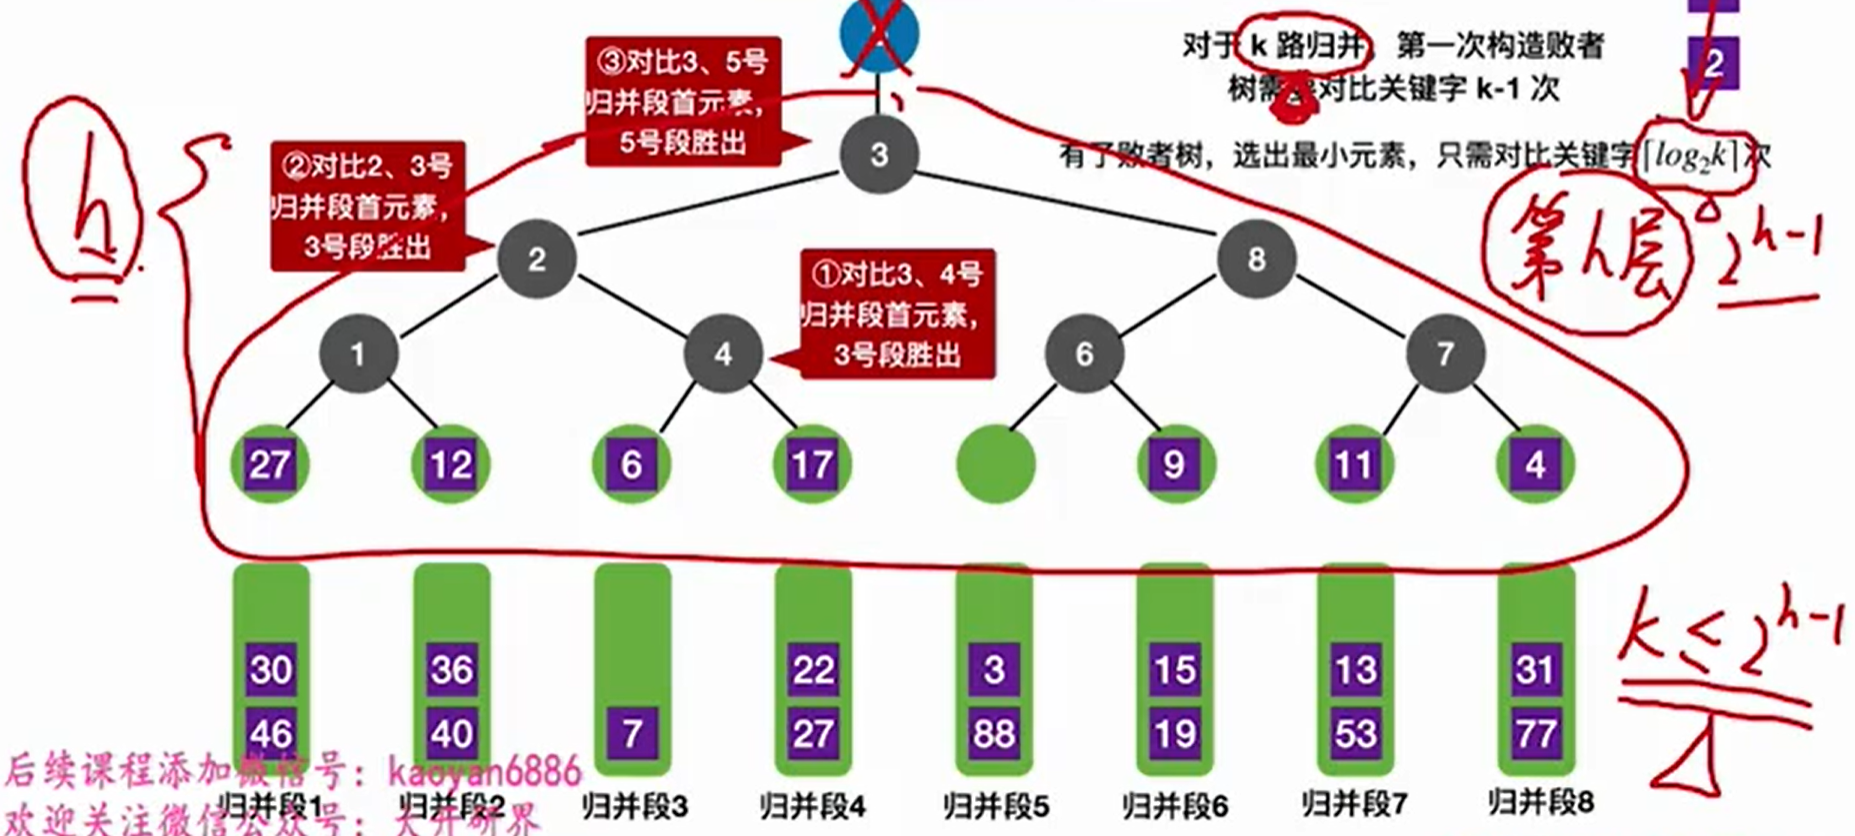 对于 k 路归并，第一次构造败者
树需要对比关键字 k-1 次
有了败者树，选出最小元素，只需对比关键字⌈log₂k⌉次
2
③对比3、5号
归并段首元素，
5号段胜出
②对比2、3号
归并段首元素，
3号段胜出
①对比3、4号
归并段首元素，
3号段胜出
h
第h层 2^{h-1}
3
2 8
1 4 6 7
27 12 6 17 9 11 4
30 36 22 3 15 13 31
46 40 7 27 88 19 53 77
k ≤ 2^{h-1}
归并段1 归并段2 归并段3 归并段4 归并段5 归并段6 归并段7 归并段8
后续课程添加微信号：kaoyan6886
欢迎关注微信公众号：天开研界